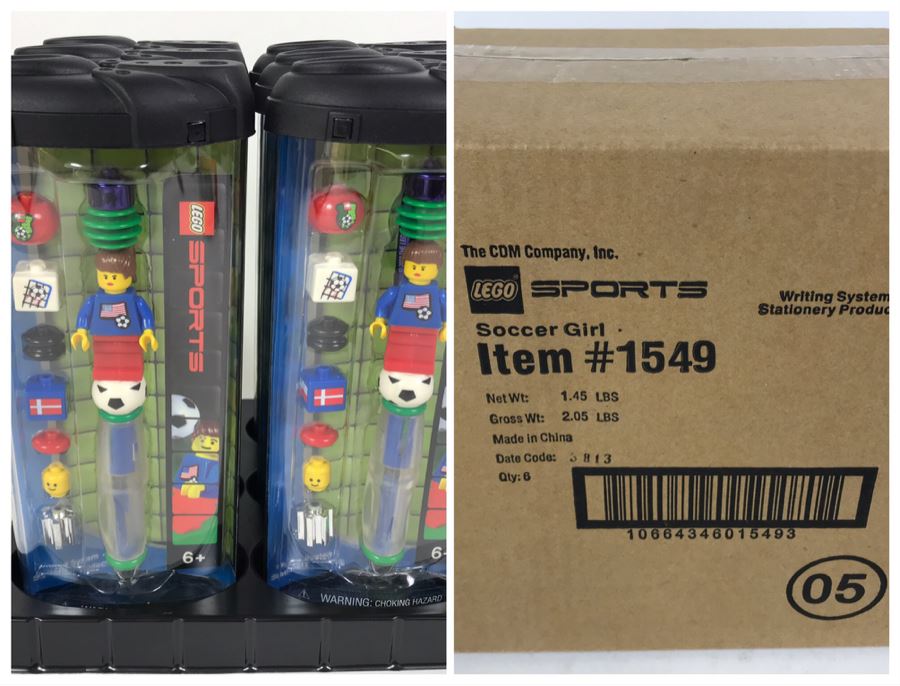 LEGO
SPORTS
6+
6
WARNING: CHOKING HAZARD
The CDM Company, Inc.
LEGO SPORTS
Writing System
Stationery Produc
Soccer Girl
Item #1549
Net Wt: 1.45 LBS
Gross Wt: 2.05 LBS
Made in China
Date Code: 3813
Qty: 6
10664346015493
05